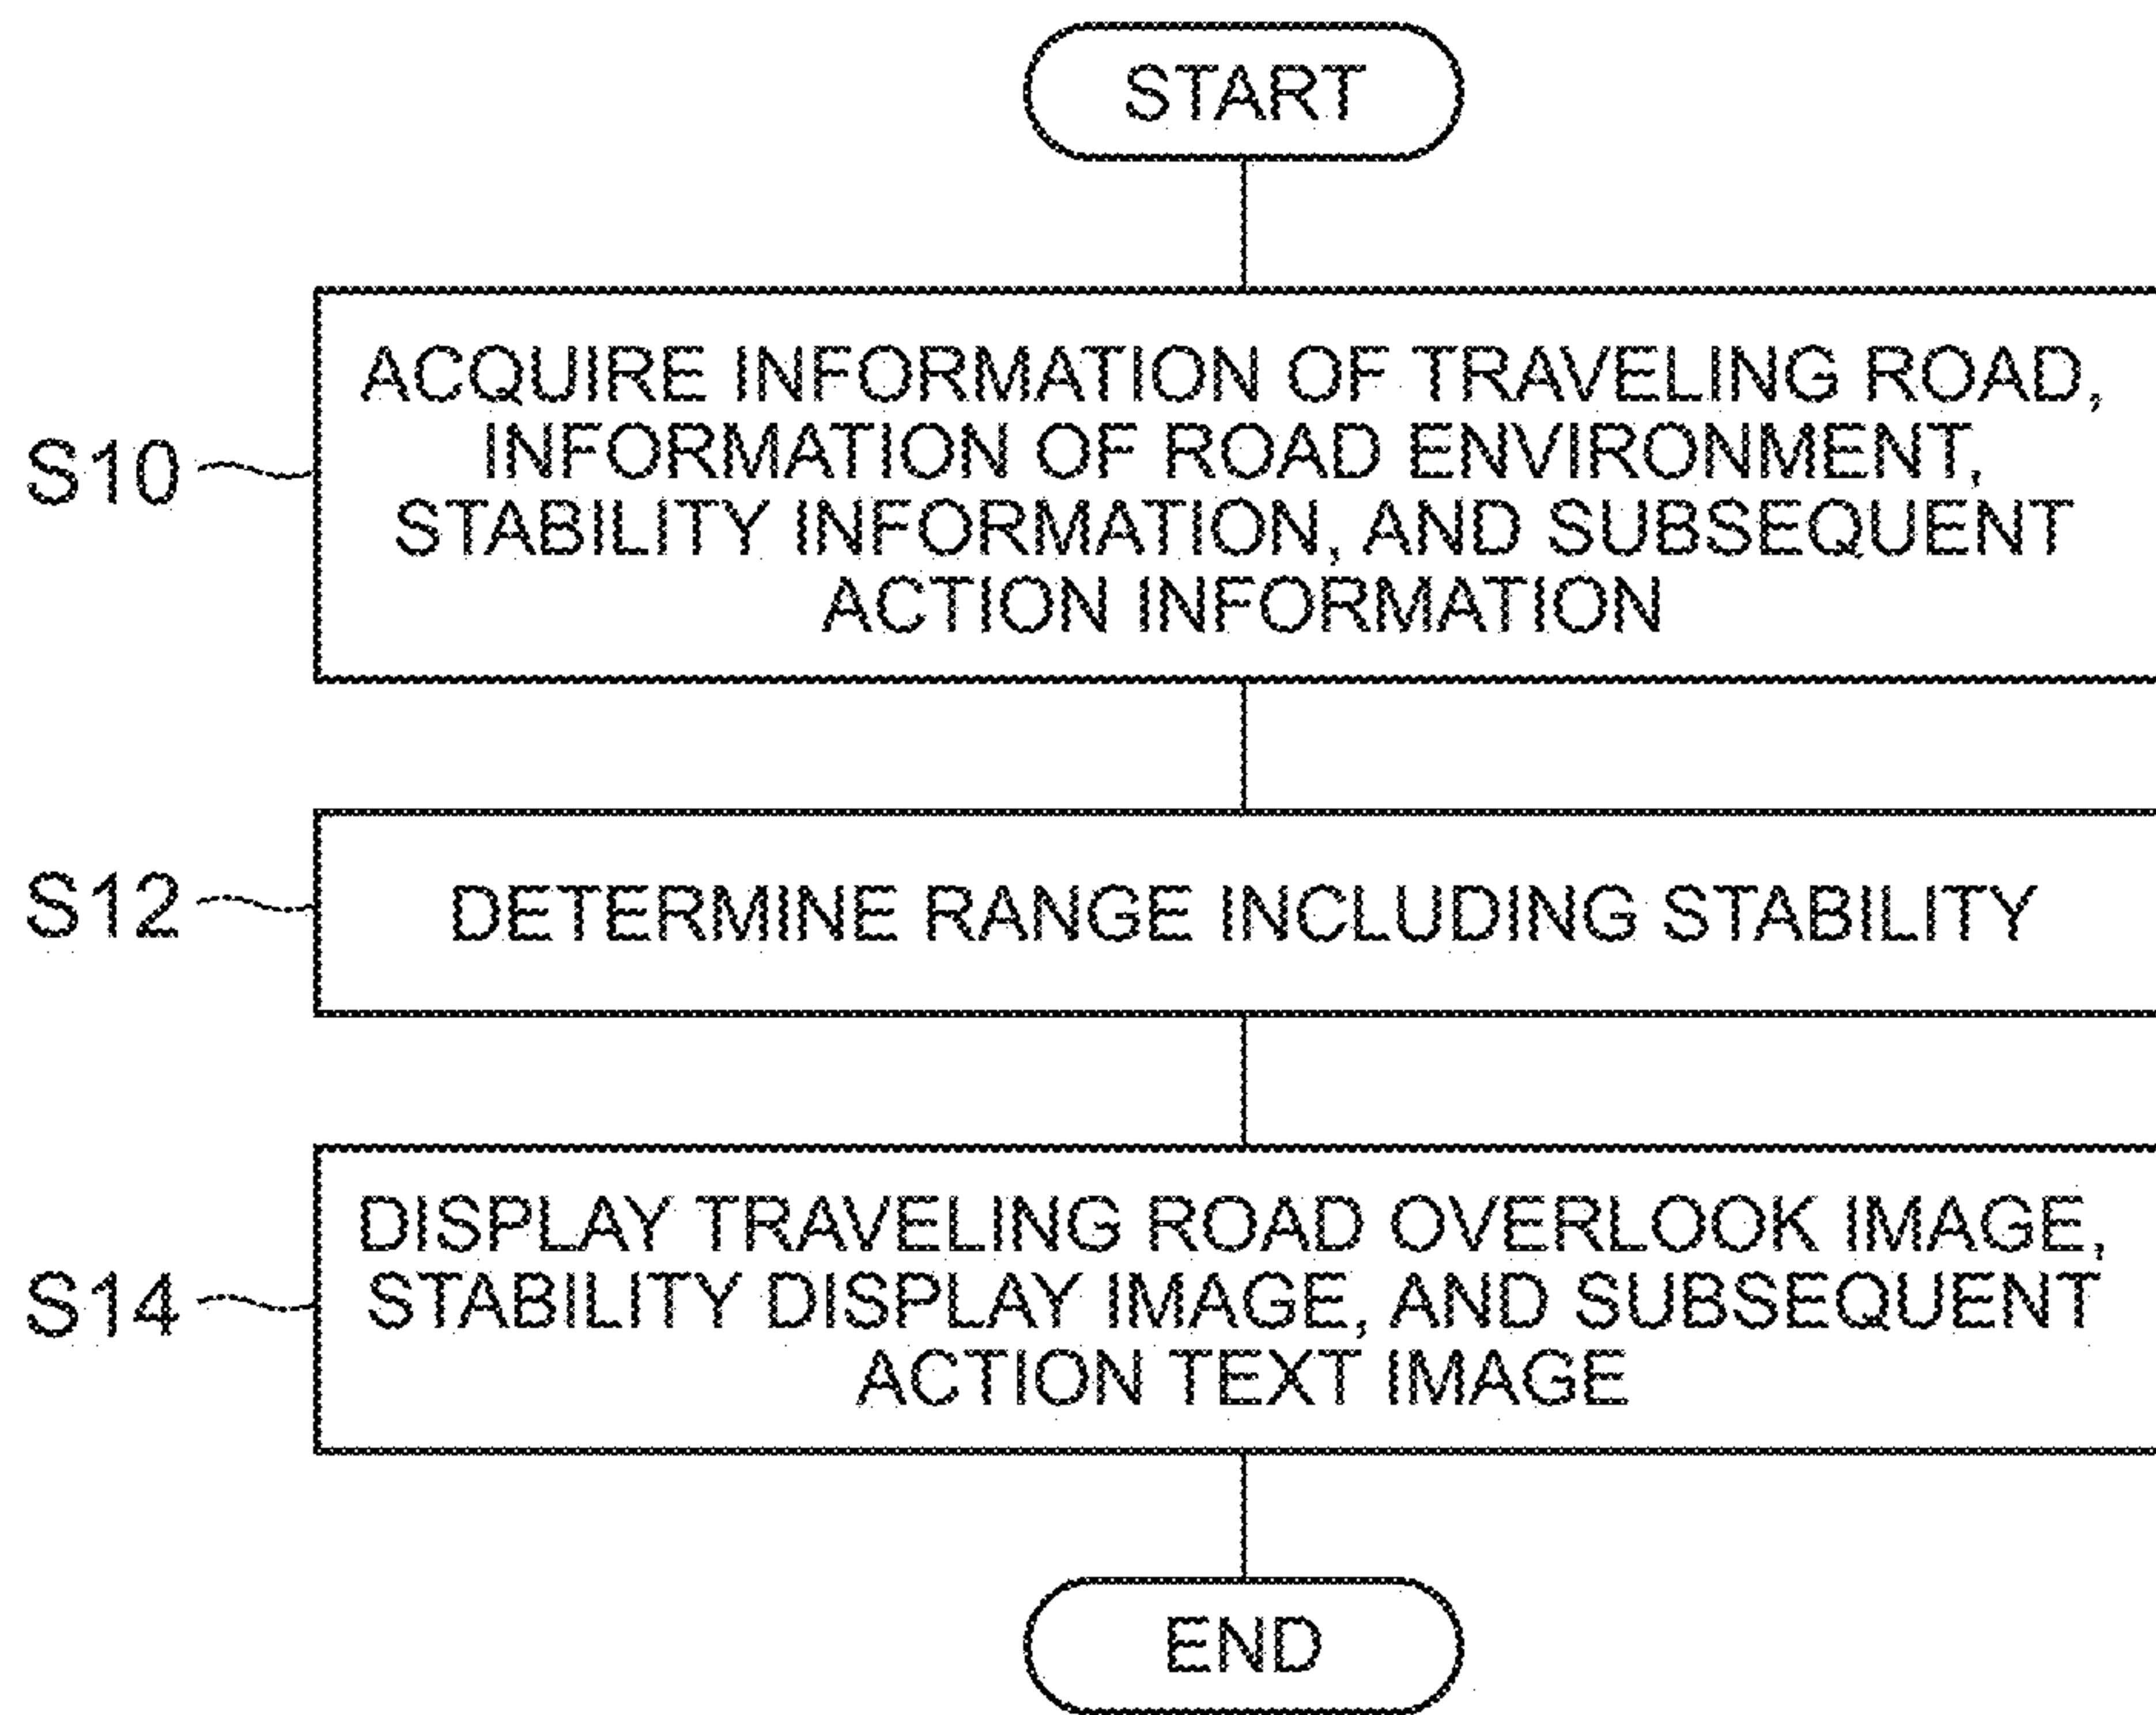 START
S10
ACQUIRE INFORMATION OF TRAVELING ROAD,
INFORMATION OF ROAD ENVIRONMENT,
STABILITY INFORMATION, AND SUBSEQUENT
ACTION INFORMATION
S12
DETERMINE RANGE INCLUDING STABILITY
S14
DISPLAY TRAVELING ROAD OVERLOOK IMAGE,
STABILITY DISPLAY IMAGE, AND SUBSEQUENT
ACTION TEXT IMAGE
END